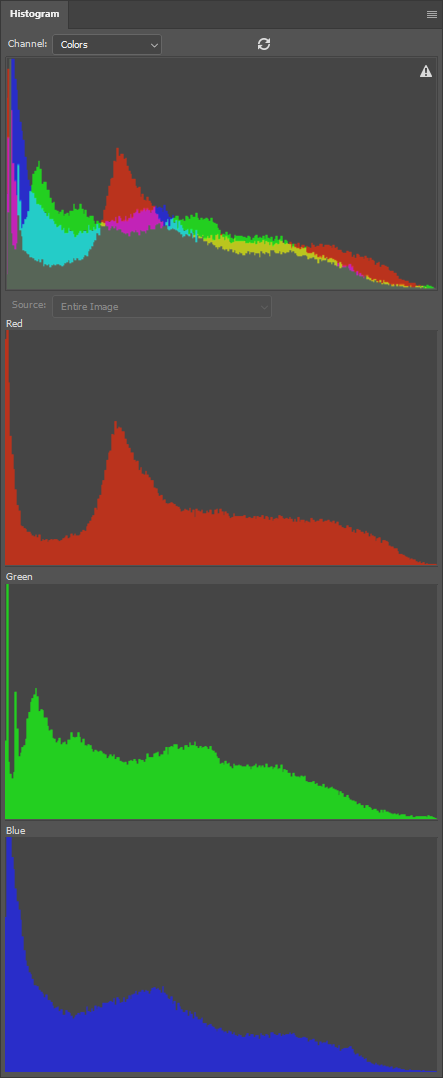 Histogram
Channel: Colors
Source: Entire Image
Red
Green
Blue